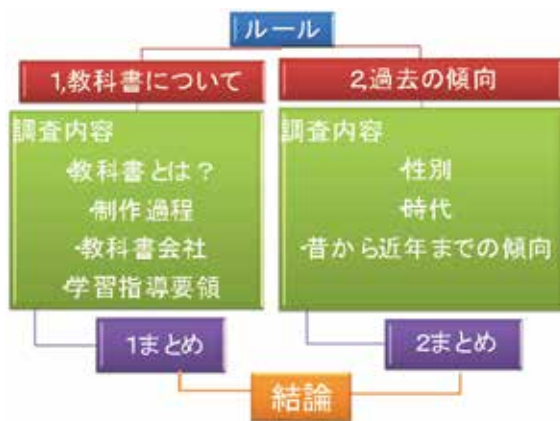 ルール
1,教科書について
調査内容
・教科書とは?
・制作過程
・教科書会社
・学習指導要領
1まとめ
2,過去の傾向
調査内容
・性別
・時代
・昔から近年までの傾向
2まとめ
結論